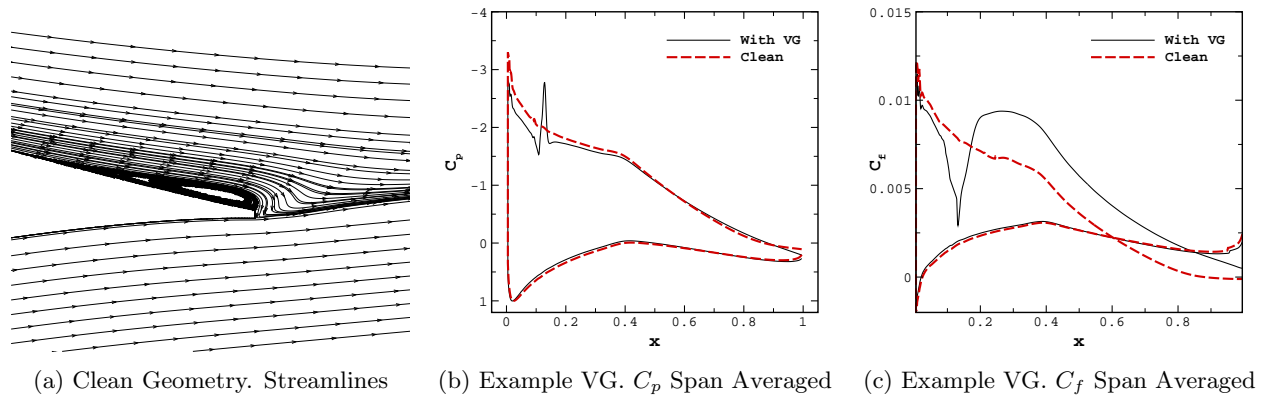 -4
-3
-2
-1
0
1
C_p
0
0.2
0.4
0.6
0.8
1
x
With VG
Clean
0.015
0.01
0.005
0
C_f
0.2
0.4
0.6
0.8
x
With VG
Clean
(a) Clean Geometry. Streamlines
(b) Example VG. C_p Span Averaged
(c) Example VG. C_f Span Averaged